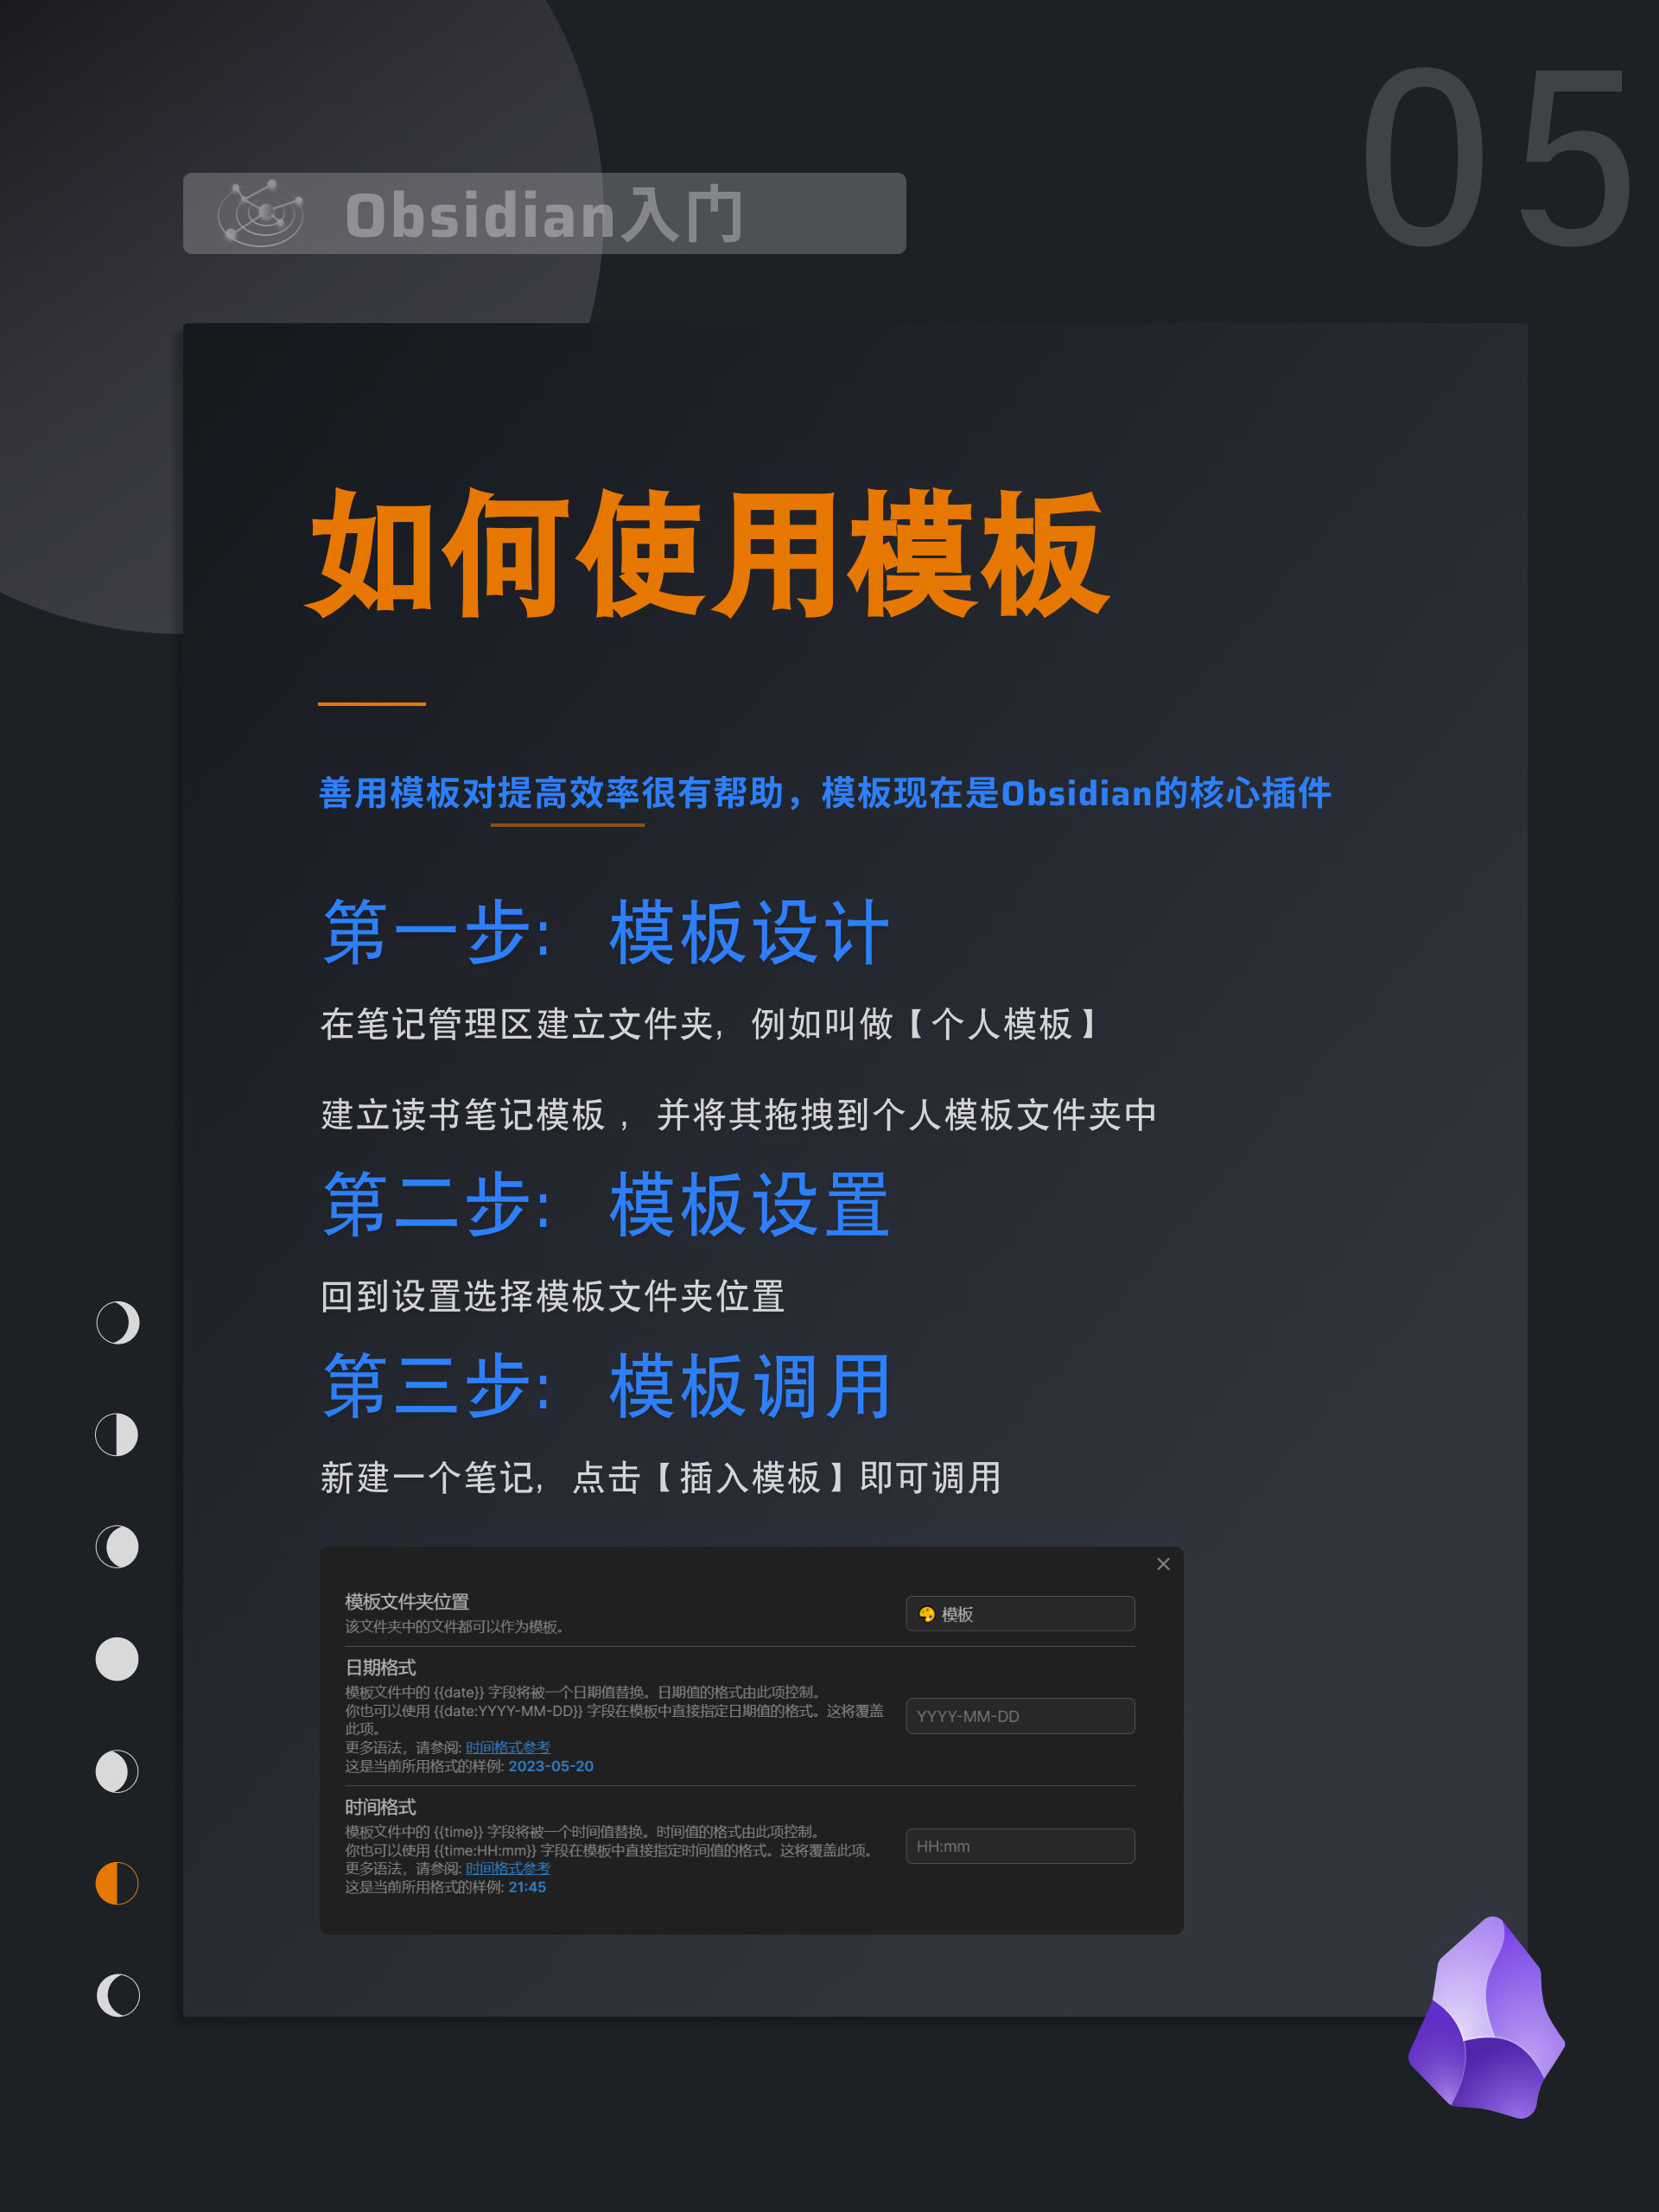 05
Obsidian入门
如何使用模板
善用模板对提高效率很有帮助，模板现在是Obsidian的核心插件
第一步：模板设计
在笔记管理区建立文件夹，例如叫做【个人模板】
建立读书笔记模板 ，并将其拖拽到个人模板文件夹中
第二步：模板设置
回到设置选择模板文件夹位置
第三步：模板调用
新建一个笔记，点击【插入模板】即可调用
模板文件夹位置
该文件夹中的文件都可以作为模板。
模板
日期格式
模板文件中的 {{date}} 字段将被一个日期值替换。日期值的格式由此项控制。
你也可以使用 {{date:YYYY-MM-DD}} 字段在模板中直接指定日期值的格式。这将覆盖
此项。
更多语法，请参阅: 时间格式参考
这是当前所用格式的样例: 2023-05-20
YYYY-MM-DD
时间格式
模板文件中的 {{time}} 字段将被一个时间值替换。时间值的格式由此项控制。
你也可以使用 {{time:HH:mm}} 字段在模板中直接指定时间值的格式。这将覆盖此项。
更多语法，请参阅: 时间格式参考
这是当前所用格式的样例: 21:45
HH:mm